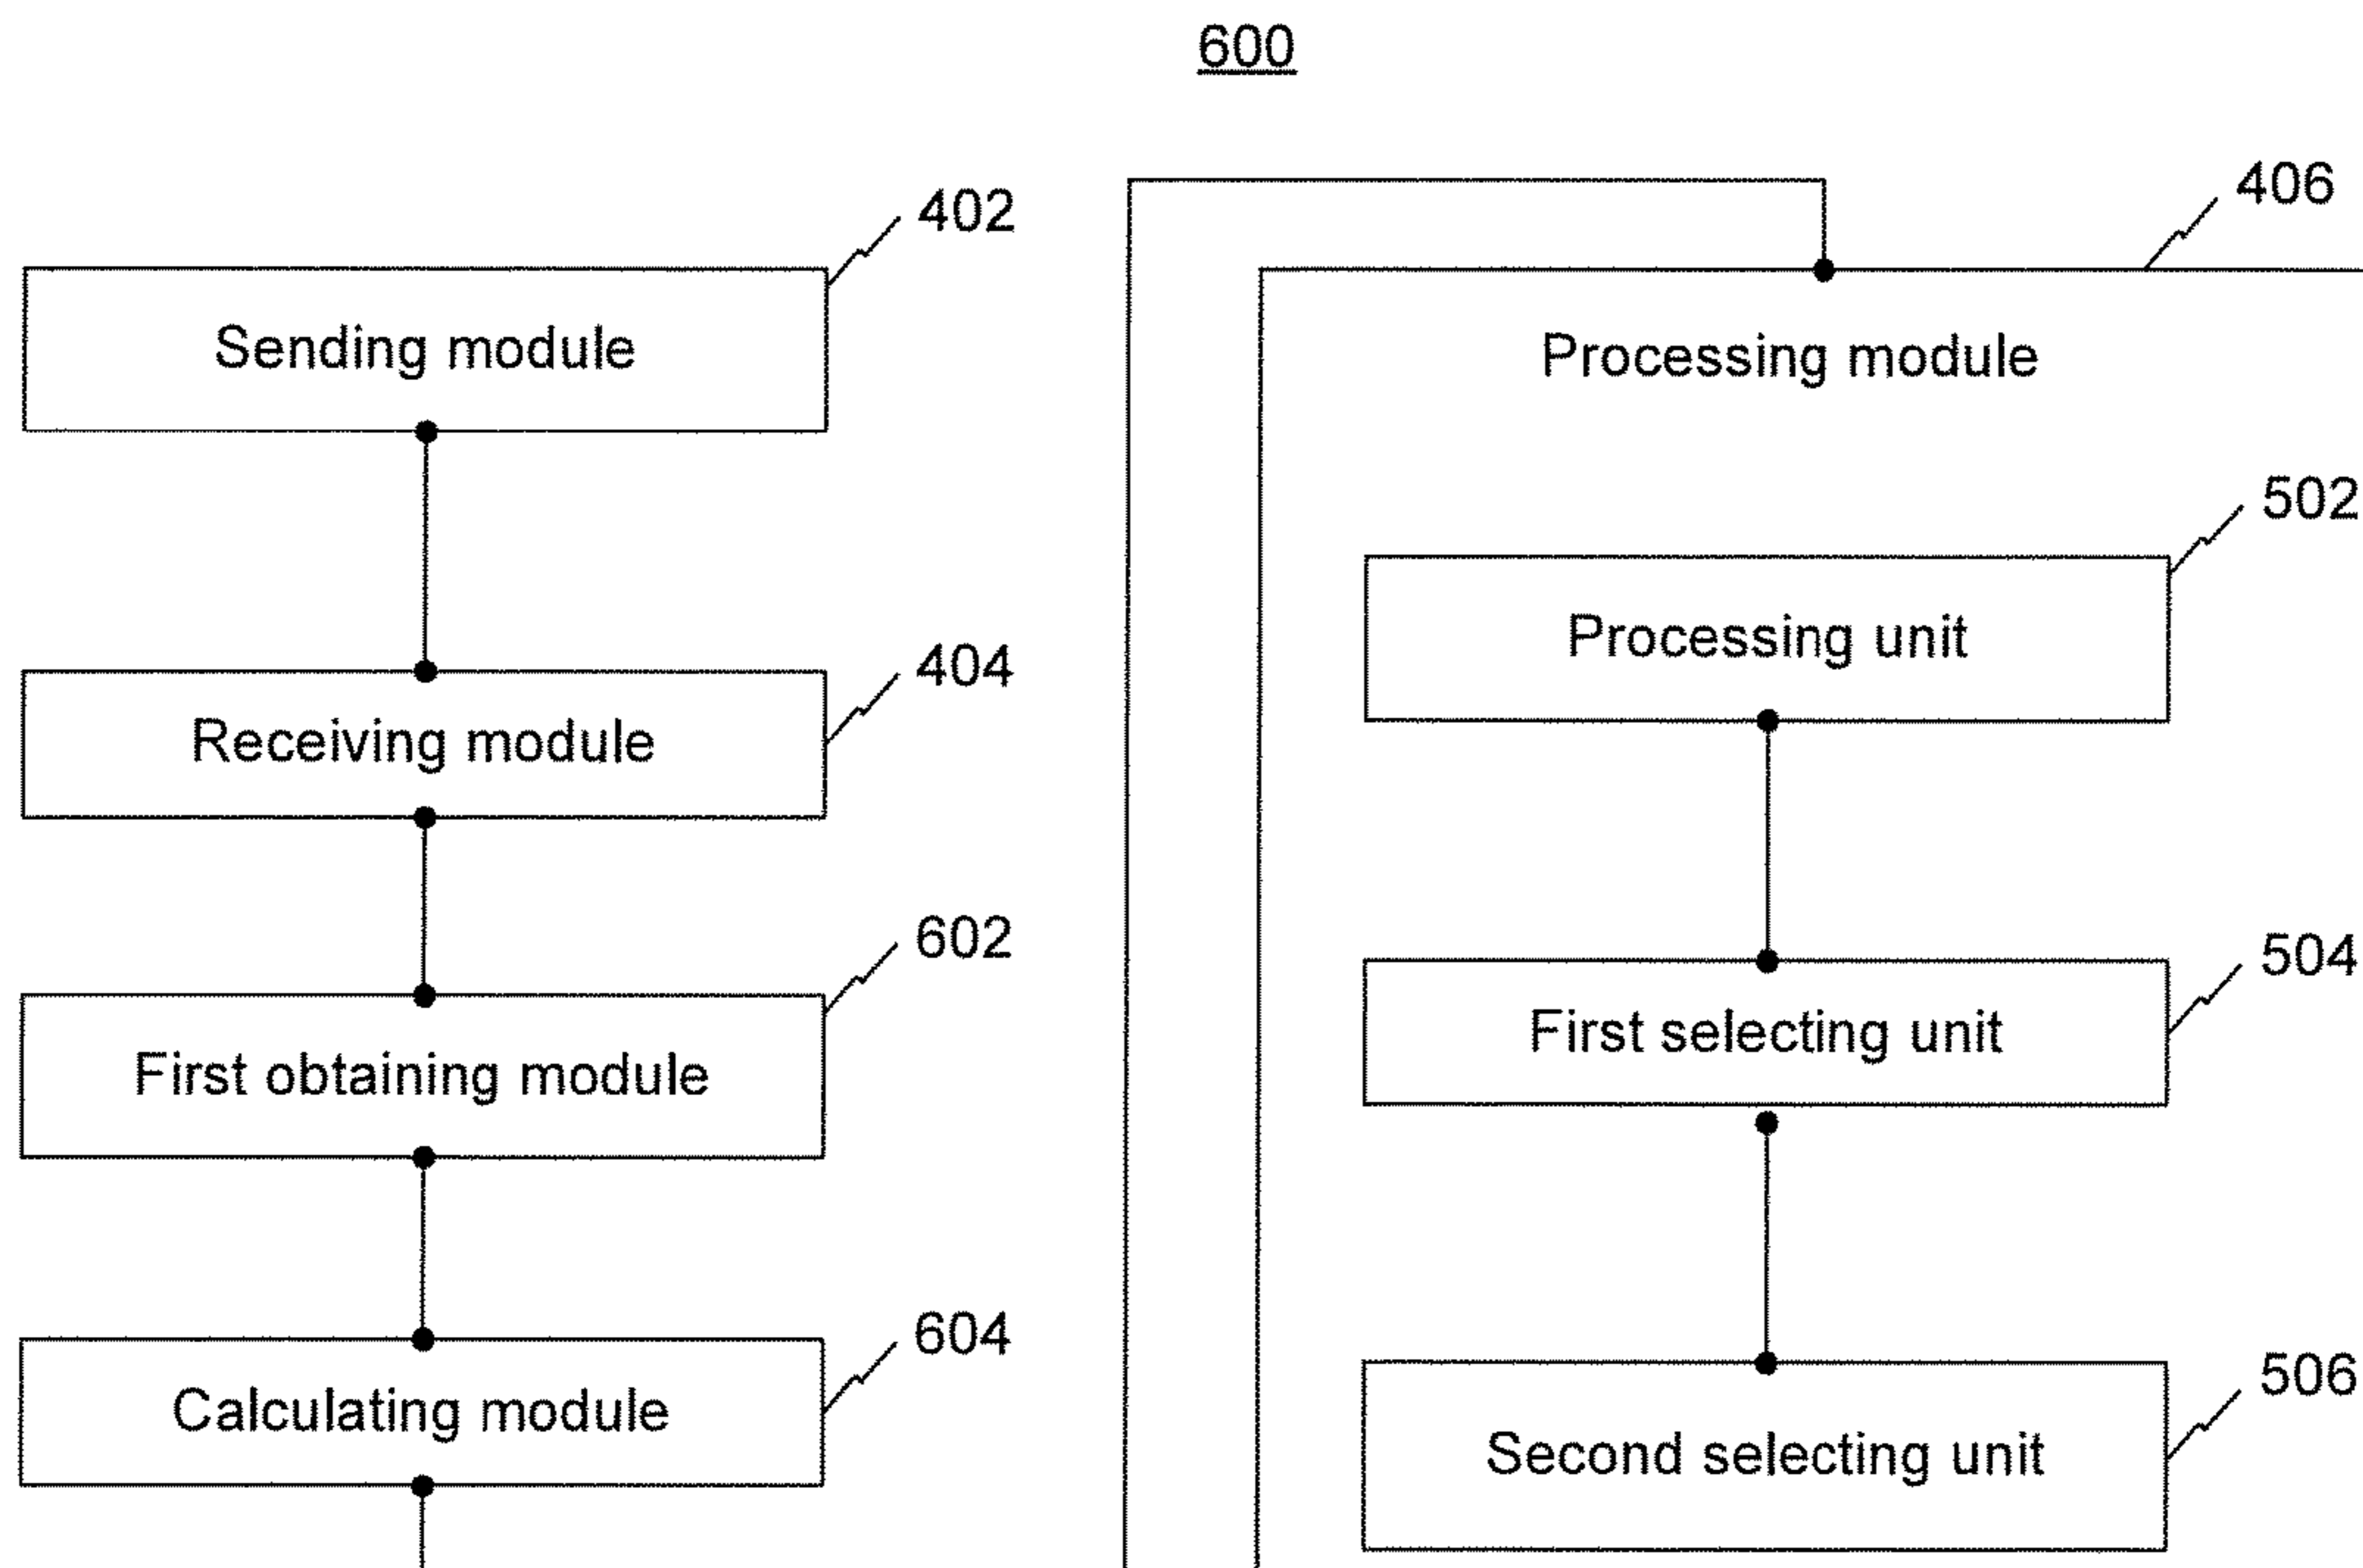 600
402
Sending module
404
Receiving module
602
First obtaining module
604
Calculating module
406
Processing module
502
Processing unit
504
First selecting unit
506
Second selecting unit